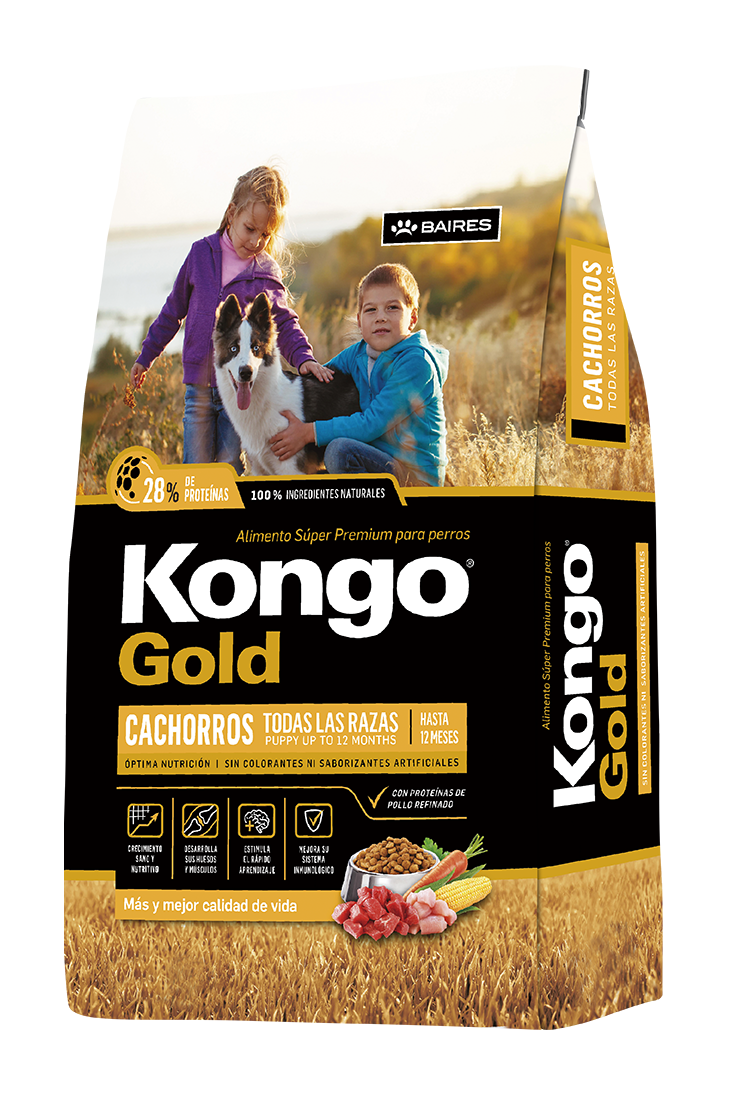 BAIRES
28% DE PROTEÍNAS
100% INGREDIENTES NATURALES
Alimento Súper Premium para perros
Kongo®
Gold
CACHORROS TODAS LAS RAZAS
PUPPY UP TO 12 MONTHS
HASTA
12 MESES
ÓPTIMA NUTRICIÓN | SIN COLORANTES NI SABORIZANTES ARTIFICIALES
CON PROTEÍNAS DE
POLLO REFINADO
CRECIMIENTO
SANO Y
NUTRITIVO
DESARROLLA
SUS HUESOS
Y MÚSCULOS
ESTIMULA
EL RÁPIDO
APRENDIZAJE
MEJORA SU
SISTEMA
INMUNOLÓGICO
Más y mejor calidad de vida
CACHORROS
TODAS LAS RAZAS
Alimento Súper Premium para perros
Kongo®
Gold
SIN COLORANTES NI SABORIZANTES ARTIFICIALES